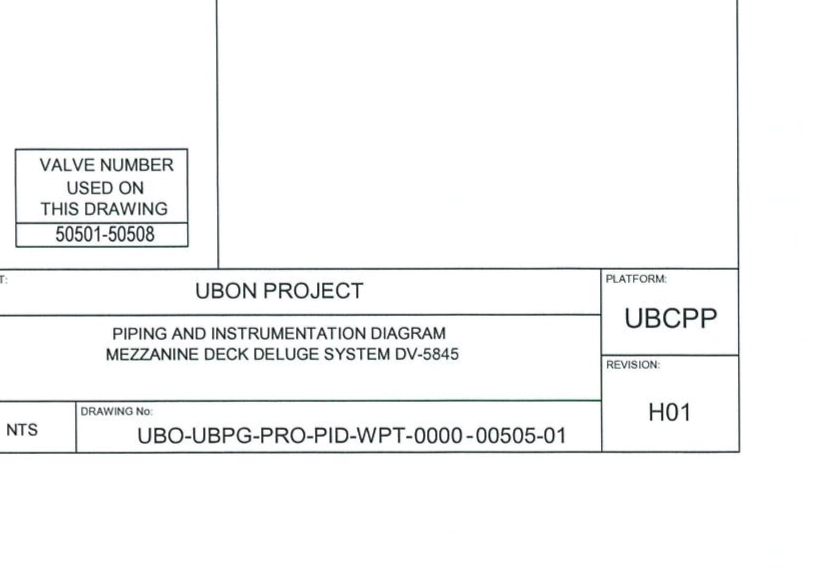 VALVE NUMBER
USED ON
THIS DRAWING
50501-50508
T:
UBON PROJECT
PLATFORM:
UBCPP
PIPING AND INSTRUMENTATION DIAGRAM
MEZZANINE DECK DELUGE SYSTEM DV-5845
REVISION:
H01
NTS
DRAWING No:
UBO-UBPG-PRO-PID-WPT-0000-00505-01